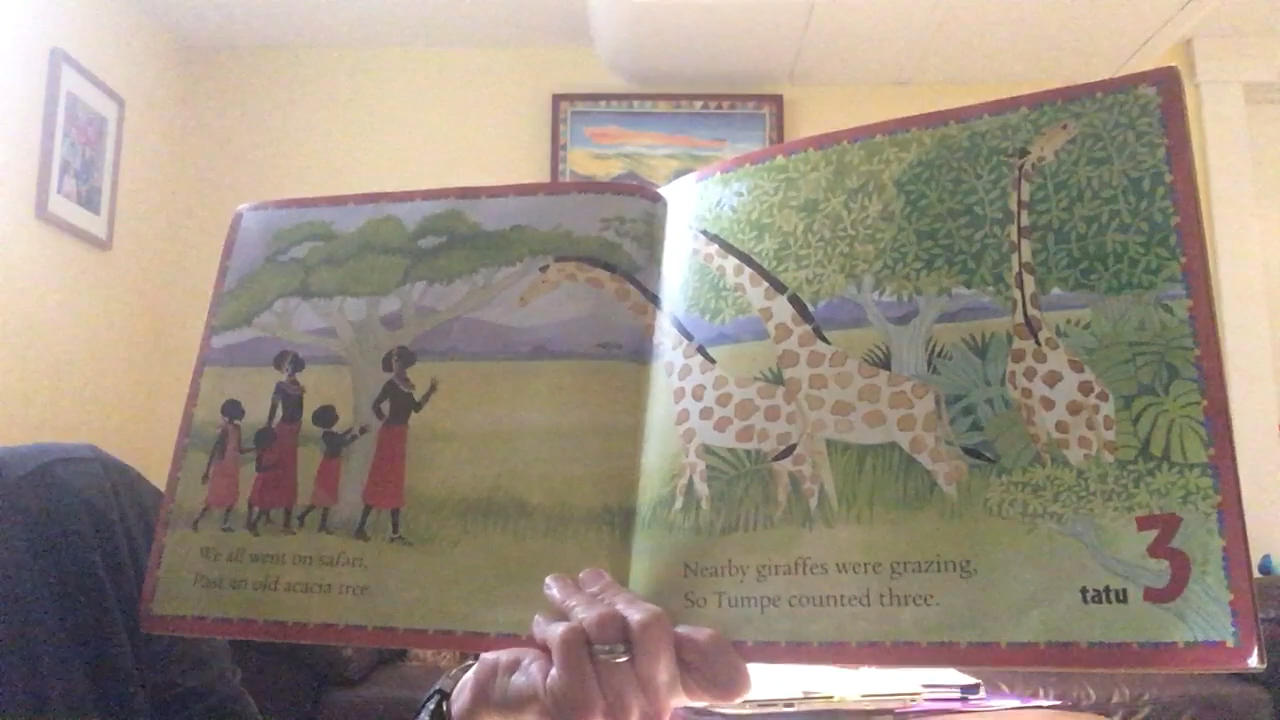 We all went on safari,
Past an old acacia tree.
Nearby giraffes were grazing,
So Tumpe counted three.
tatu 3